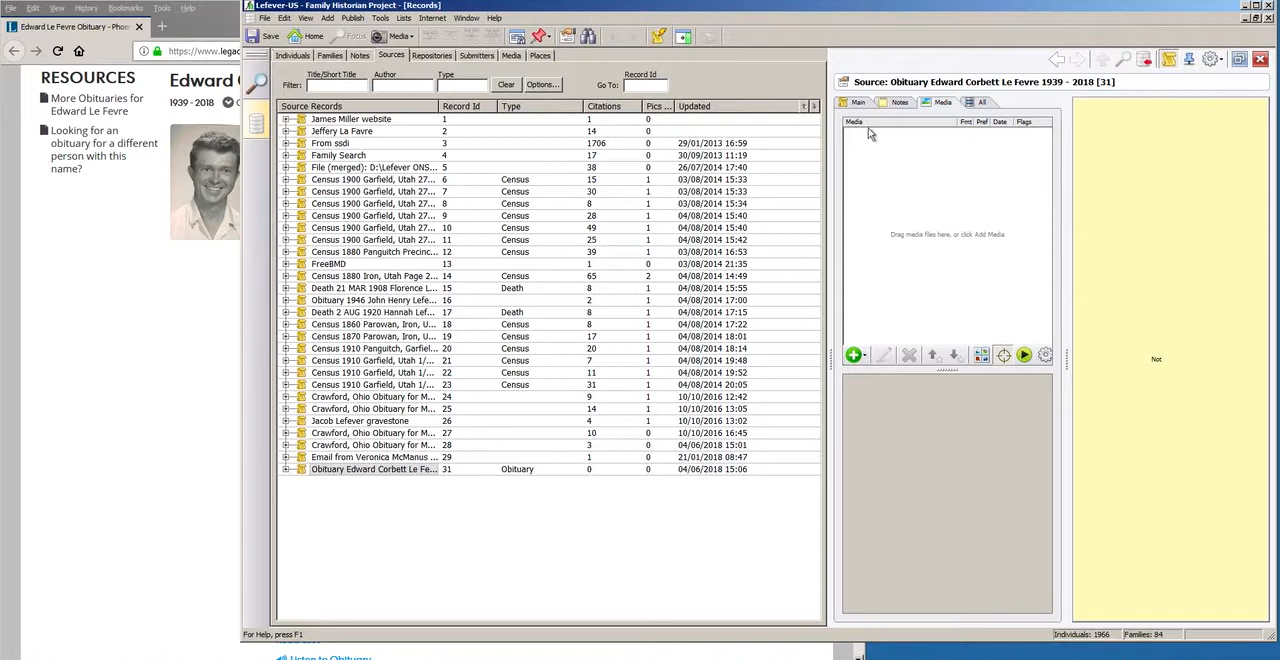 File Edit View History Bookmarks Tools Help
Edward Le Fevre Obituary - Phoe
https://www.legac
RESOURCES
More Obituaries for
Edward Le Fevre
Looking for an
obituary for a different
person with this
name?
Edward
1939 - 2018
Listen to Obituary
Lefever-US - Family Historian Project - [Records]
File Edit View Add Publish Tools Lists Internet Window Help
Save Home Focus Media
Individuals Families Notes Sources Repositories Submitters Media Places
Title/Short Title Author Type Record Id
Filter: Clear Options... Go To:
Source Records Record Id Type Citations Pics ... Updated
James Miller website 1 1 0
Jeffery La Favre 2 14 0
From ssdi 3 1706 0 29/01/2013 16:59
Family Search 4 17 0 30/09/2013 11:19
File (merged): D:\Lefever ONS... 5 38 0 26/07/2014 17:40
Census 1900 Garfield, Utah 27... 6 Census 15 1 03/08/2014 15:33
Census 1900 Garfield, Utah 27... 7 Census 30 1 03/07/2014 15:33
Census 1900 Garfield, Utah 27... 8 Census 8 1 03/08/2014 15:34
Census 1900 Garfield, Utah 27... 9 Census 28 1 04/08/2014 15:40
Census 1900 Garfield, Utah 27... 10 Census 49 1 04/08/2014 15:40
Census 1900 Garfield, Utah 27... 11 Census 25 1 04/08/2014 15:42
Census 1880 Panguitch Precinc... 12 Census 39 1 03/08/2014 16:53
FreeBMD 13 1 0 03/08/2014 21:35
Census 1880 Iron, Utah Page 2... 14 Census 65 2 04/08/2014 14:49
Death 21 MAR 1908 Florence L... 15 Death 8 1 04/08/2014 15:55
Obituary 1946 John Henry Lefe... 16 2 1 04/08/2014 17:00
Death 2 AUG 1920 Hannah Lef... 17 Death 8 1 04/08/2014 17:15
Census 1860 Parowan, Iron, U... 18 Census 8 1 04/08/2014 17:22
Census 1870 Parowan, Iron, U... 19 Census 17 1 04/08/2014 18:01
Census 1910 Panguitch, Garfiel... 20 Census 20 1 04/08/2014 18:14
Census 1910 Garfield, Utah 1/... 21 Census 7 1 04/08/2014 19:48
Census 1910 Garfield, Utah 1/... 22 Census 11 1 04/08/2014 19:52
Census 1910 Garfield, Utah 1/... 23 Census 31 1 04/08/2014 20:05
Crawford, Ohio Obituary for M... 24 9 1 10/10/2016 12:42
Crawford, Ohio Obituary for M... 25 14 1 10/10/2016 13:05
Jacob Lefever gravestone 26 4 1 10/10/2016 13:02
Crawford, Ohio Obituary for M... 27 10 0 10/10/2016 16:45
Crawford, Ohio Obituary for M... 28 3 0 04/06/2018 15:01
Email from Veronica McManus ... 29 1 0 21/01/2018 08:47
Obituary Edward Corbett Le Fe... 31 Obituary 0 0 04/06/2018 15:06
Source: Obituary Edward Corbett Le Fevre 1939 - 2018 [31]
Main Notes Media All
Media Fmt Pref Date Flags
Drag media files here, or click Add Media
Not
For Help, press F1
Individuals: 1966 Families: 84